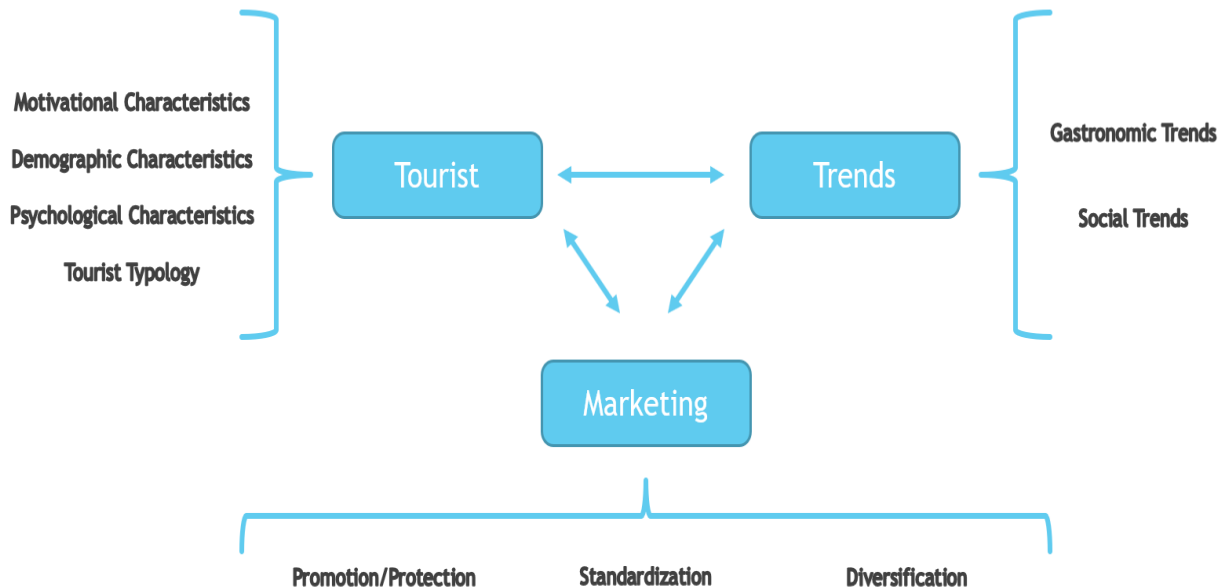 Motivational Characteristics
Demographic Characteristics
Psychological Characteristics
Tourist Typology
Tourist
Trends
Gastronomic Trends
Social Trends
Marketing
Promotion/Protection
Standardization
Diversification